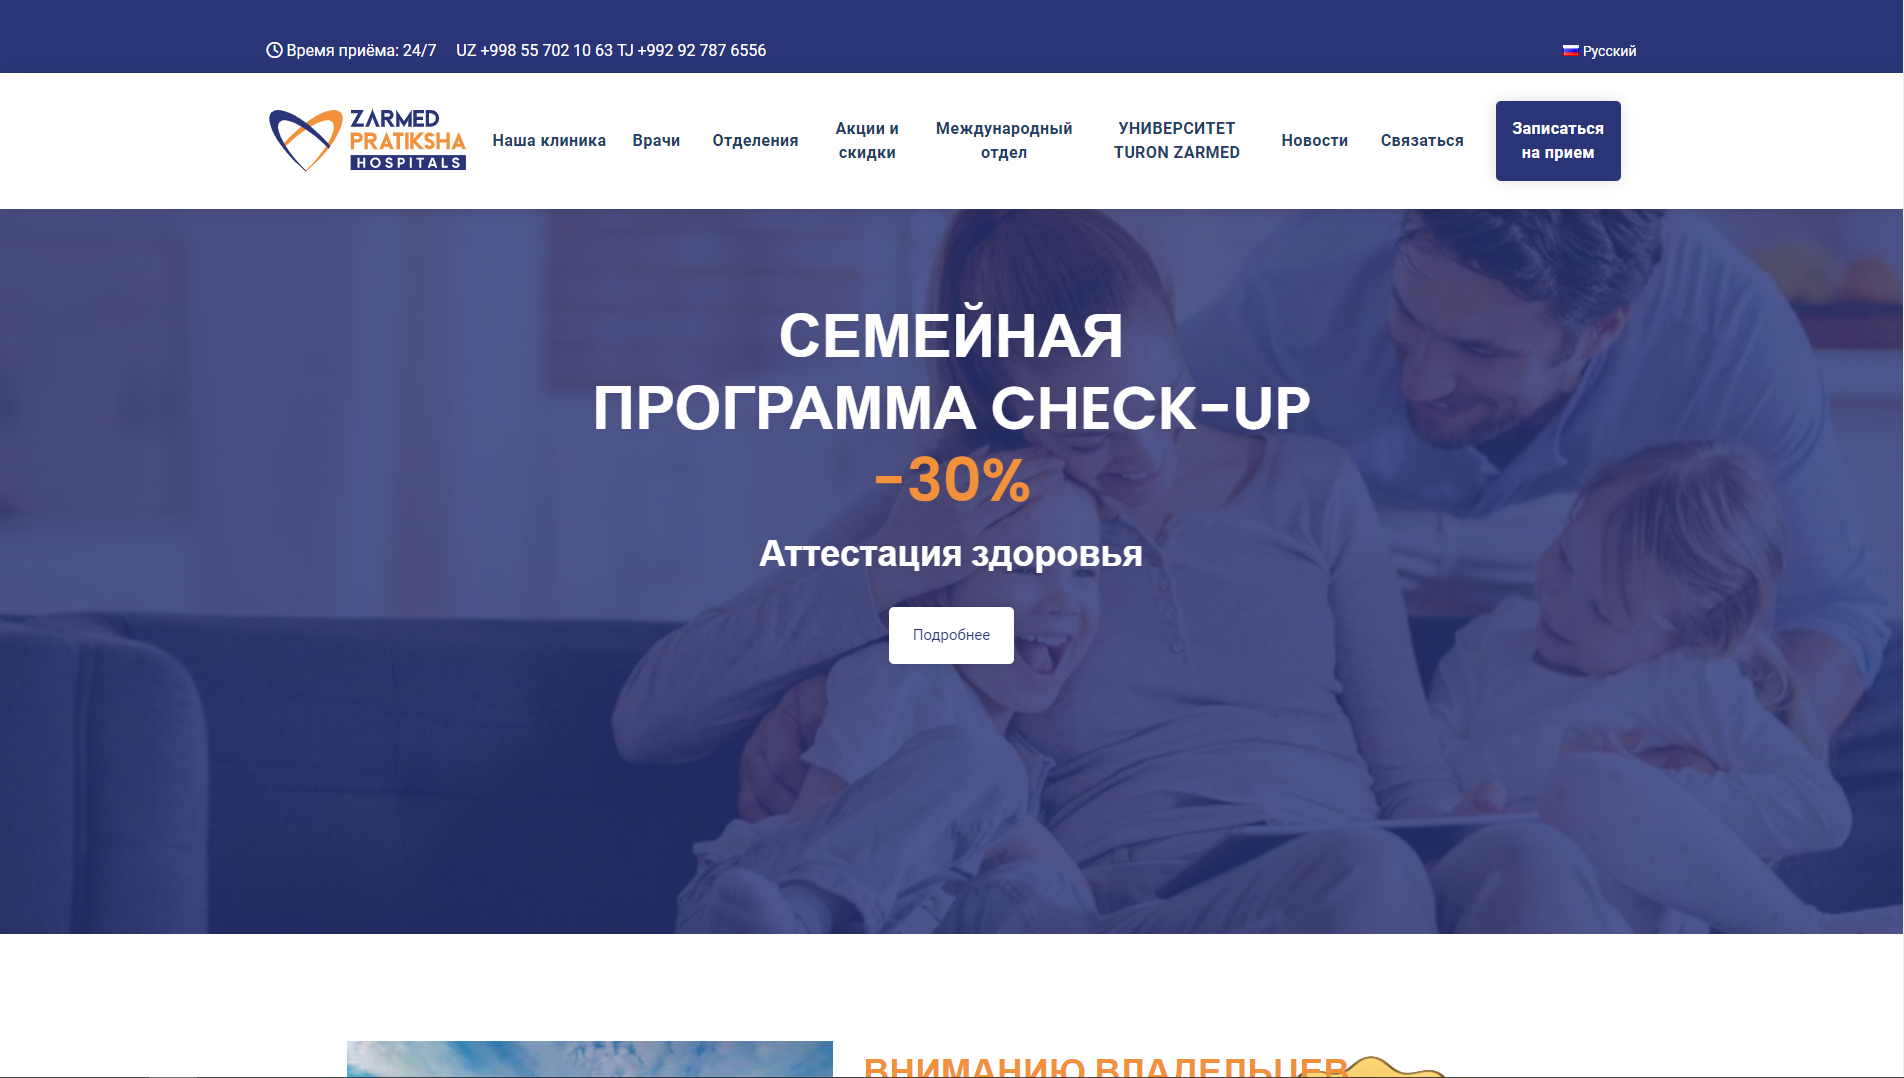 Время приёма: 24/7 UZ +998 55 702 10 63 TJ +992 92 787 6556
Русский
ZARMED
PRATIKSHA
HOSPITALS
Наша клиника
Врачи
Отделения
Акции и
скидки
Международный
отдел
УНИВЕРСИТЕТ
TURON ZARMED
Новости
Связаться
Записаться
на прием
СЕМЕЙНАЯ
ПРОГРАММА CHECK-UP
-30%
Аттестация здоровья
Подробнее
ВНИМАНИЮ ВЛАДЕЛЬЦЕВ